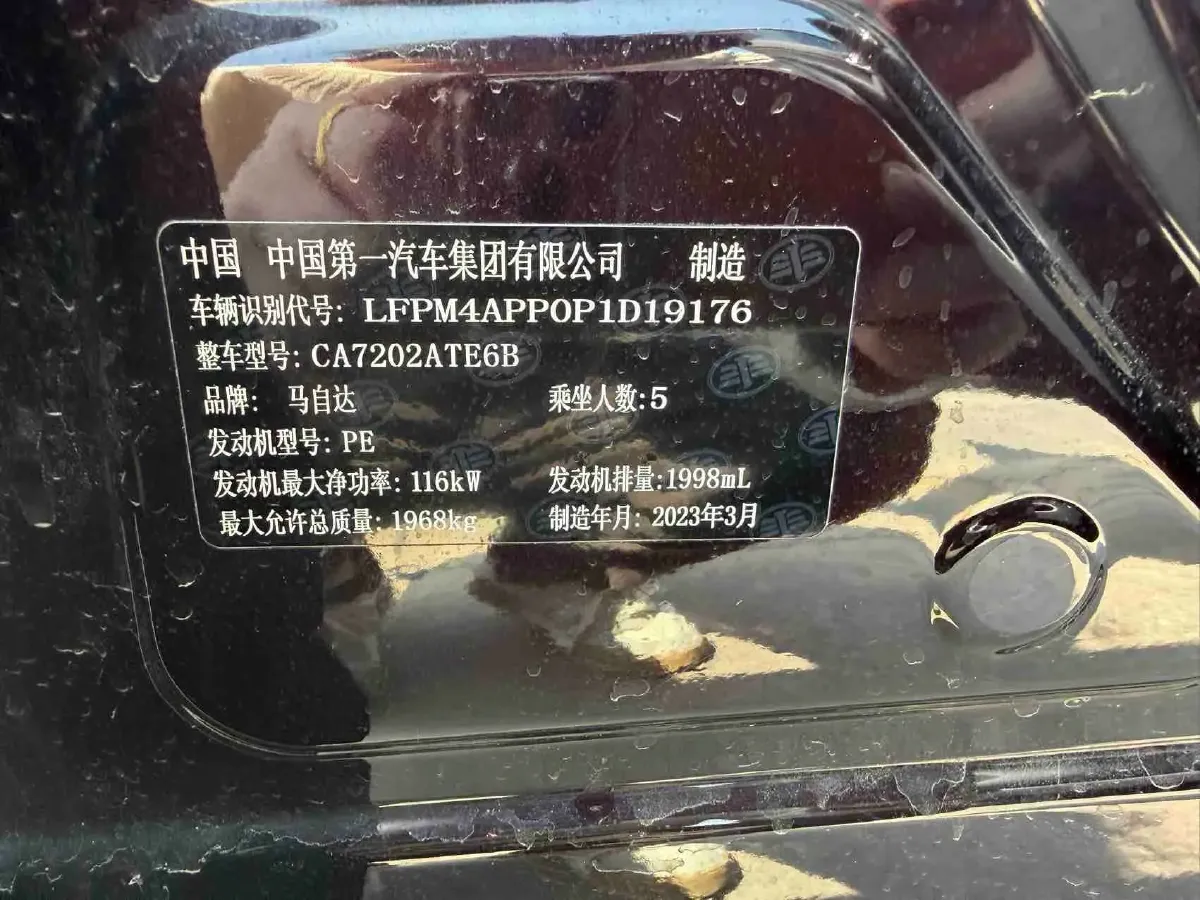 中国 中国第一汽车集团有限公司 制造
车辆识别代号: LFPM4APP0P1D19176
整车型号: CA7202ATE6B
品牌: 马自达 乘坐人数:5
发动机型号: PE
发动机最大净功率: 116kW 发动机排量:1998mL
最大允许总质量: 1968kg 制造年月: 2023年3月